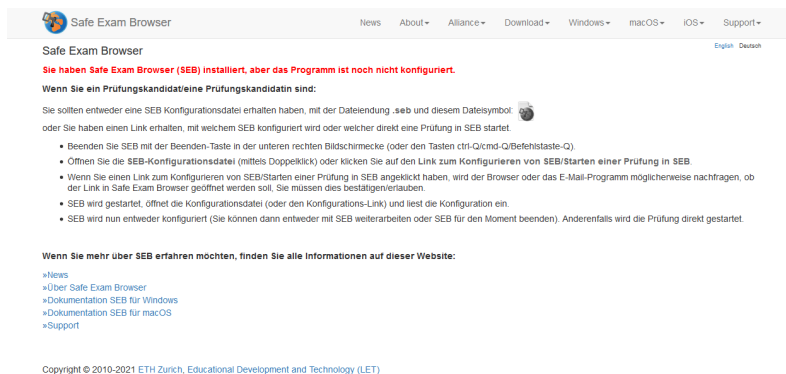 Safe Exam Browser
News About Alliance Download Windows macOS iOS Support
Safe Exam Browser
English Deutsch
Sie haben Safe Exam Browser (SEB) installiert, aber das Programm ist noch nicht konfiguriert.
Wenn Sie ein Prüfungskandidat/eine Prüfungskandidatin sind:
Sie sollten entweder eine SEB Konfigurationsdatei erhalten haben, mit der Dateiendung .seb und diesem Dateisymbol:
oder Sie haben einen Link erhalten, mit welchem SEB konfiguriert wird oder welcher direkt eine Prüfung in SEB startet.
• Beenden Sie SEB mit der Beenden-Taste in der unteren rechten Bildschirmecke (oder den Tasten ctrl-Q/cmd-Q/Befehlstaste-Q).
• Öffnen Sie die SEB-Konfigurationsdatei (mittels Doppelklick) oder klicken Sie auf den Link zum Konfigurieren von SEB/Starten einer Prüfung in SEB.
• Wenn Sie einen Link zum Konfigurieren von SEB/Starten einer Prüfung in SEB angeklickt haben, wird der Browser oder das E-Mail-Programm möglicherweise nachfragen, ob
der Link in Safe Exam Browser geöffnet werden soll, Sie müssen dies bestätigen/erlauben.
• SEB wird gestartet, öffnet die Konfigurationsdatei (oder den Konfigurations-Link) und liest die Konfiguration ein.
• SEB wird nun entweder konfiguriert (Sie können dann entweder mit SEB weiterarbeiten oder SEB für den Moment beenden). Anderenfalls wird die Prüfung direkt gestartet.
Wenn Sie mehr über SEB erfahren möchten, finden Sie alle Informationen auf dieser Website:
»News
»Über Safe Exam Browser
»Dokumentation SEB für Windows
»Dokumentation SEB für macOS
»Support
Copyright © 2010-2021 ETH Zurich, Educational Development and Technology (LET)